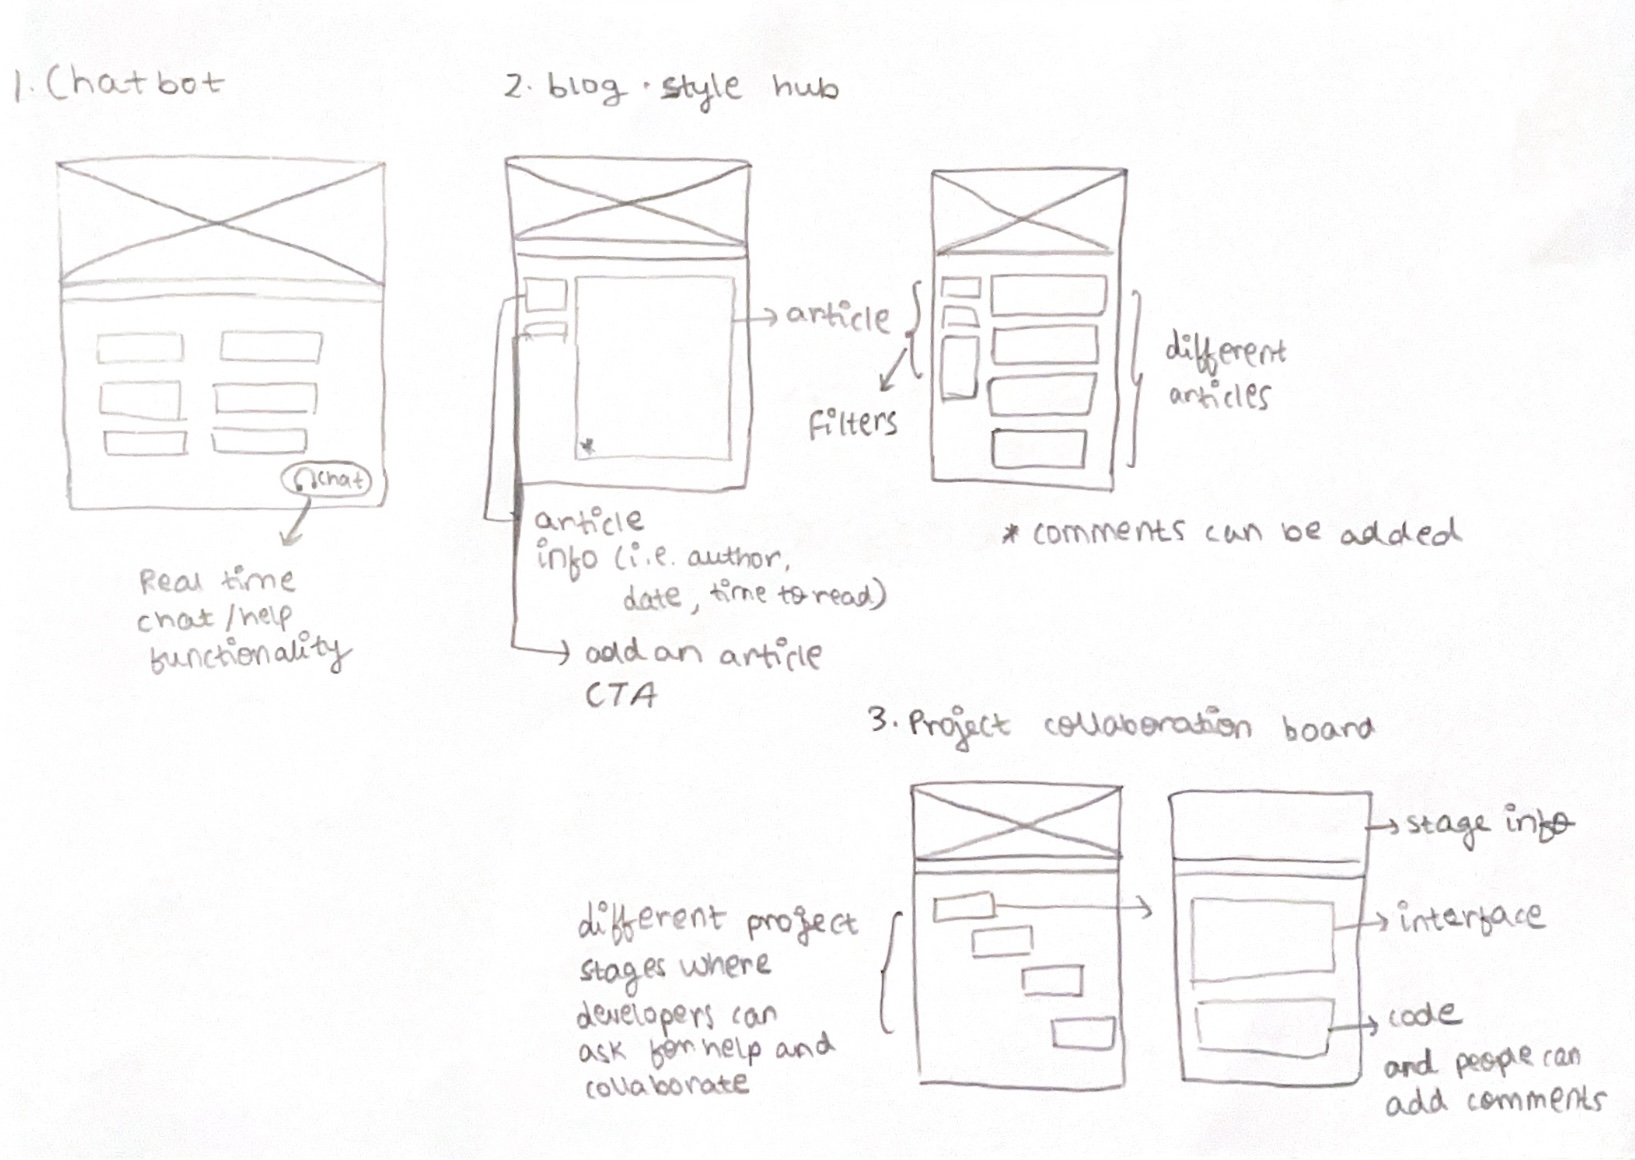 1. Chatbot
chat
Real time
chat/help
functionality
2. blog-style hub
article
article
info (i.e. author,
date, time to read)
add an article
CTA
filters
different
articles
* comments can be added
3. Project collaboration board
different project
stages where
developers can
ask for help and
collaborate
stage info
interface
code
and people can
add comments